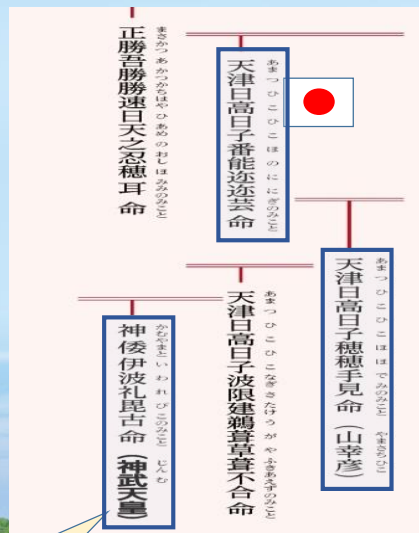 あまつひこひこほのににぎのみこと
天津日高日子番能迩迩芸命
まさかつあかつかちはやひあめのおしほみみのみこと
正勝吾勝勝速日天之忍穂耳命
あまつひこひこほほでみのみこと やまさちひこ
天津日高日子穂穂手見命（山幸彦）
あまつひこひこなぎさたけうがやふきあえずのみこと
天津日高日子波限建鵜葺草葺不合命
かむやまといわれびこのみこと じんむ
神倭伊波礼毘古命（神武天皇）